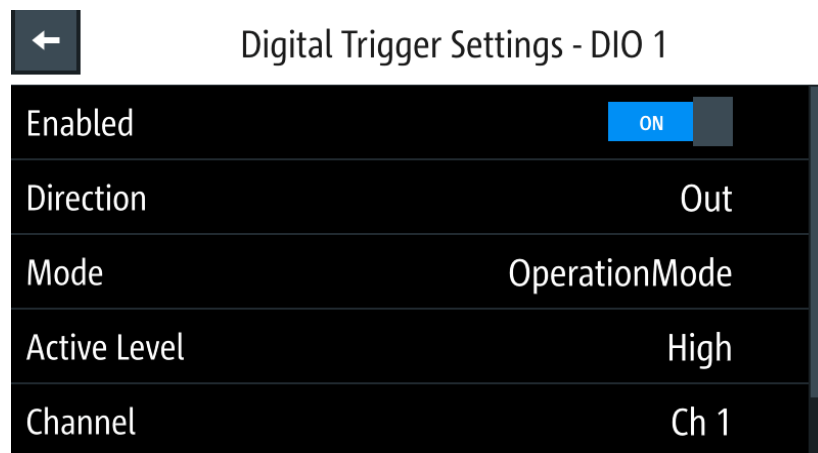 Digital Trigger Settings - DIO 1
Enabled ON
Direction Out
Mode OperationMode
Active Level High
Channel Ch 1